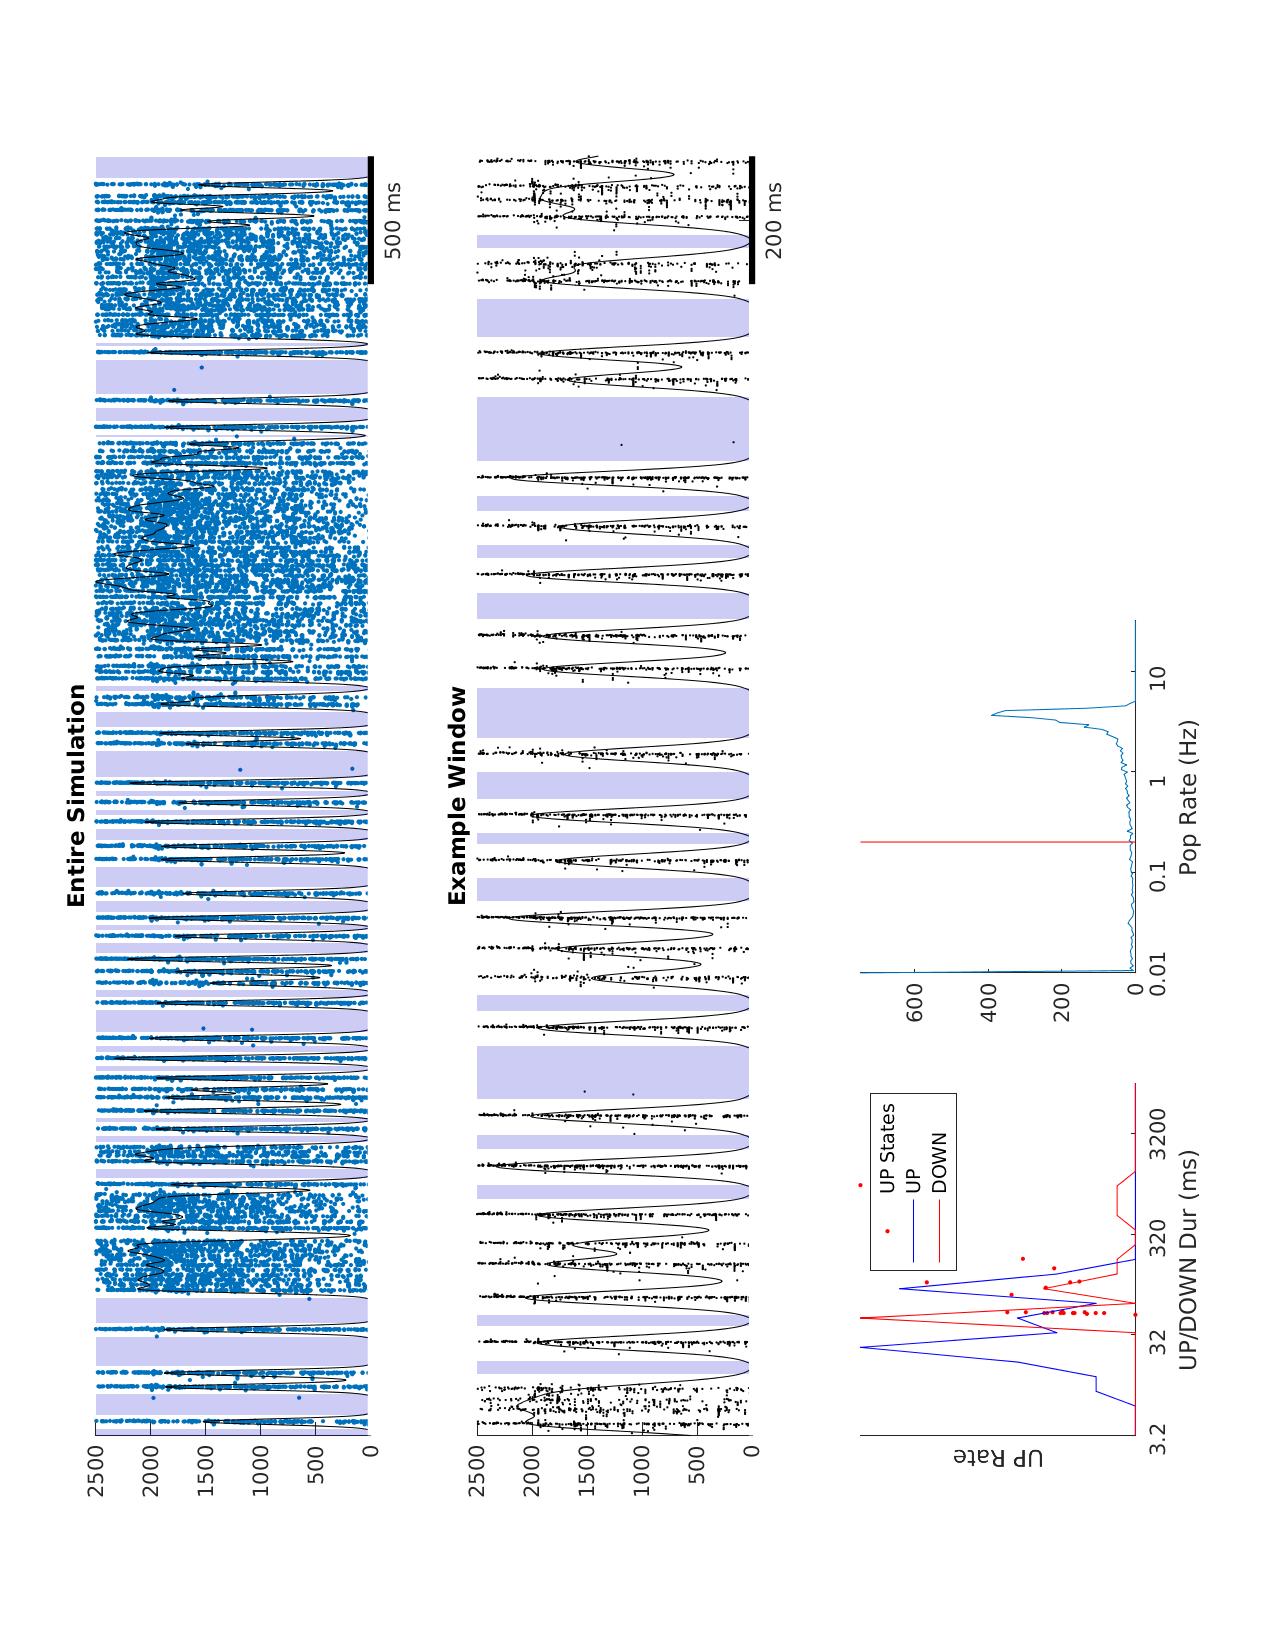 Entire Simulation
2500
2000
1500
1000
500
0
500 ms
Example Window
2500
2000
1500
1000
500
0
200 ms
UP Rate
UP States
UP
DOWN
3.2 32 320 3200
UP/DOWN Dur (ms)
600
400
200
0
0.01 0.1 1 10
Pop Rate (Hz)